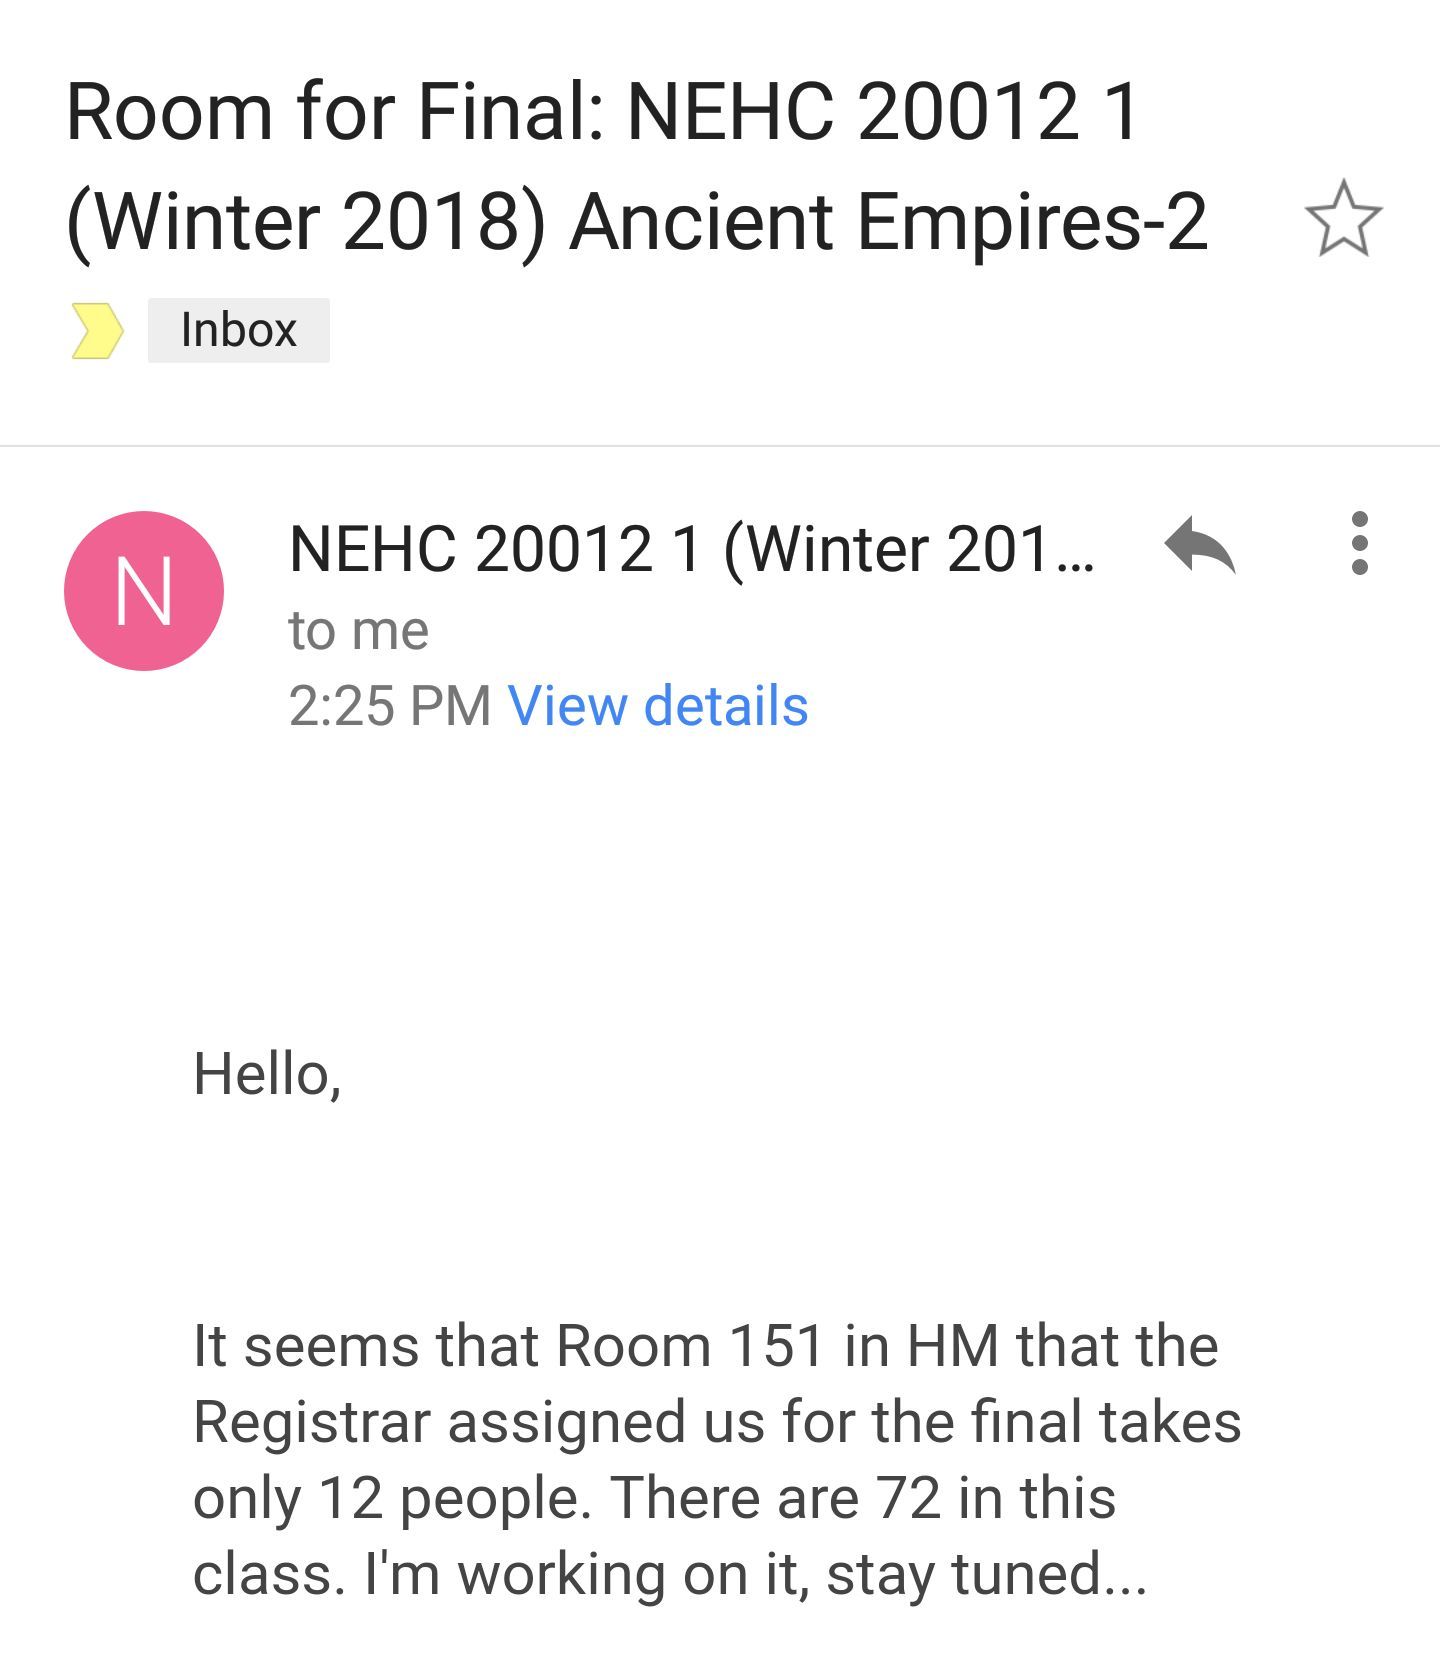 Room for Final: NEHC 20012 1
(Winter 2018) Ancient Empires-2
Inbox
N
NEHC 20012 1 (Winter 201...
to me
2:25 PM View details
Hello,
It seems that Room 151 in HM that the
Registrar assigned us for the final takes
only 12 people. There are 72 in this
class. I'm working on it, stay tuned...